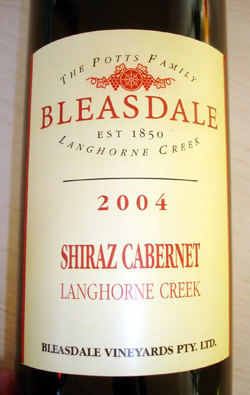 THE POTTS FAMILY
BLEASDALE
EST 1850
LANGHORNE CREEK
2004
SHIRAZ CABERNET
LANGHORNE CREEK
BLEASDALE VINEYARDS PTY. LTD.